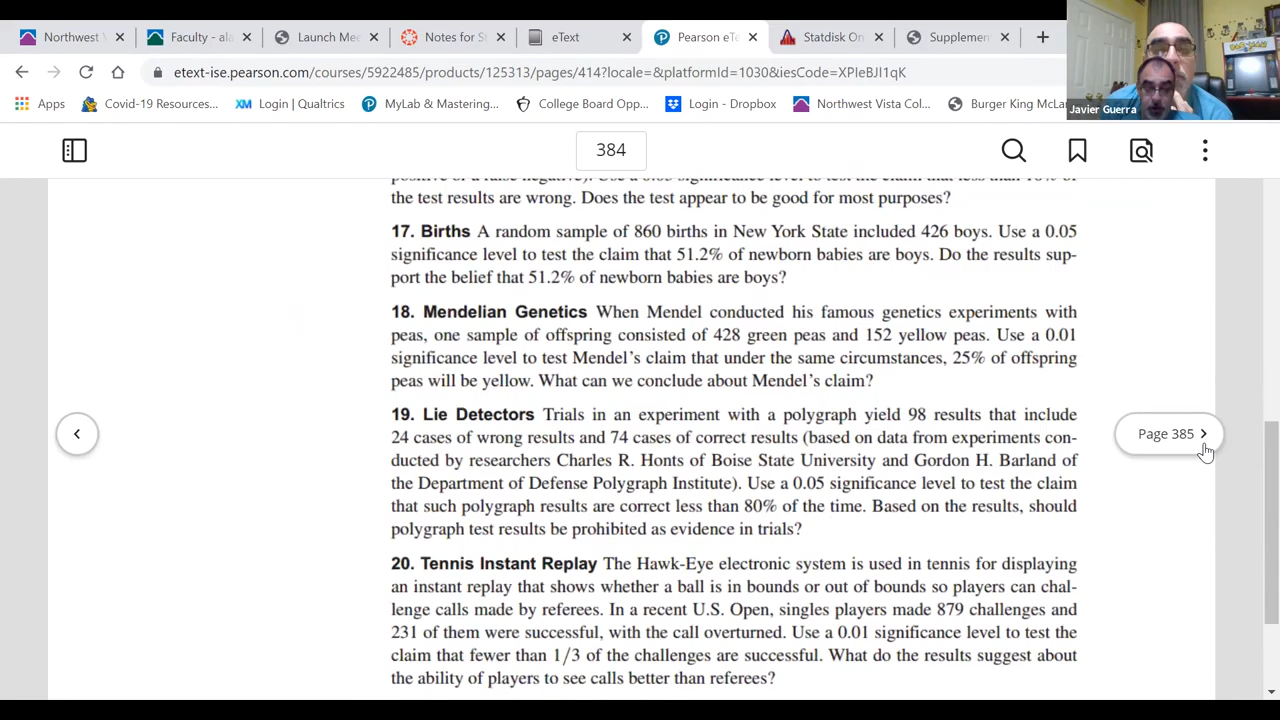 Northwest V
Faculty - ala
Launch Mee
Notes for S
eText
Pearson eTe
Statdisk On
Supplemen
etext-ise.pearson.com/courses/5922485/products/125313/pages/414?locale=&platformId=1030&iesCode=XPIeBJI1qK
Apps
Covid-19 Resources...
XM
Login | Qualtrics
MyLab & Mastering...
College Board Opp...
Login - Dropbox
Northwest Vista Col...
Burger King McLan
Javier Guerra
384
the test results are wrong. Does the test appear to be good for most purposes?
17. Births A random sample of 860 births in New York State included 426 boys. Use a 0.05
significance level to test the claim that 51.2% of newborn babies are boys. Do the results sup-
port the belief that 51.2% of newborn babies are boys?
18. Mendelian Genetics When Mendel conducted his famous genetics experiments with
peas, one sample of offspring consisted of 428 green peas and 152 yellow peas. Use a 0.01
significance level to test Mendel's claim that under the same circumstances, 25% of offspring
peas will be yellow. What can we conclude about Mendel's claim?
19. Lie Detectors Trials in an experiment with a polygraph yield 98 results that include
24 cases of wrong results and 74 cases of correct results (based on data from experiments con-
ducted by researchers Charles R. Honts of Boise State University and Gordon H. Barland of
the Department of Defense Polygraph Institute). Use a 0.05 significance level to test the claim
that such polygraph results are correct less than 80% of the time. Based on the results, should
polygraph test results be prohibited as evidence in trials?
Page 385
20. Tennis Instant Replay The Hawk-Eye electronic system is used in tennis for displaying
an instant replay that shows whether a ball is in bounds or out of bounds so players can chal-
lenge calls made by referees. In a recent U.S. Open, singles players made 879 challenges and
231 of them were successful, with the call overturned. Use a 0.01 significance level to test the
claim that fewer than 1/3 of the challenges are successful. What do the results suggest about
the ability of players to see calls better than referees?